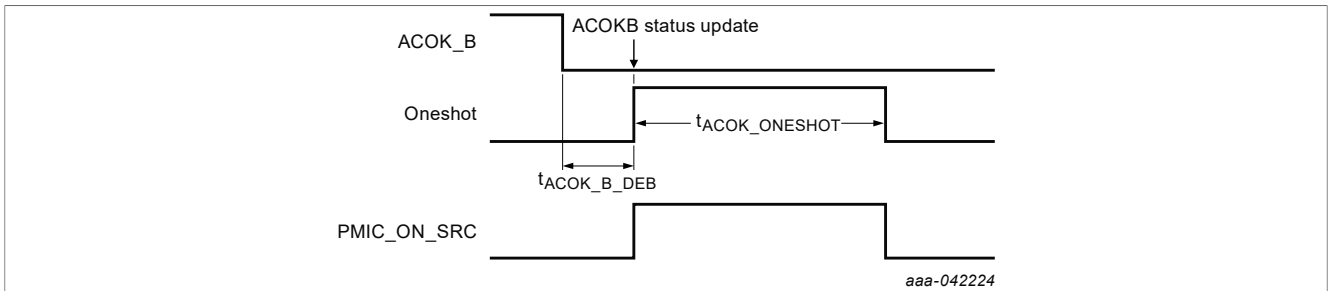 ACOKB status update
ACOK_B
Oneshot
tACOK_ONESHOT
tACOK_B_DEB
PMIC_ON_SRC
aaa-042224